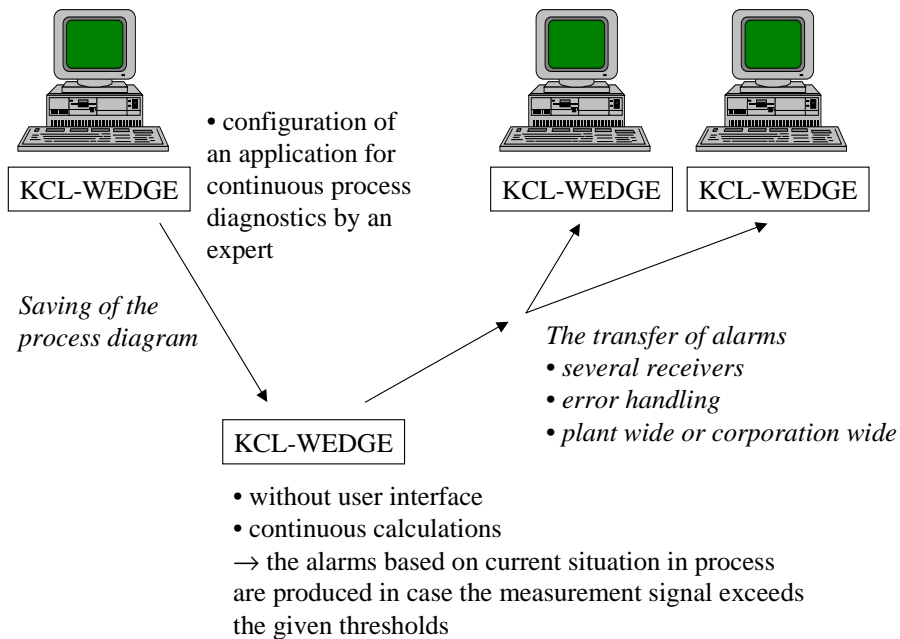 KCL-WEDGE
• configuration of
an application for
continuous process
diagnostics by an
expert
KCL-WEDGE
KCL-WEDGE
Saving of the
process diagram
The transfer of alarms
• several receivers
• error handling
• plant wide or corporation wide
KCL-WEDGE
• without user interface
• continuous calculations
→ the alarms based on current situation in process
are produced in case the measurement signal exceeds
the given thresholds